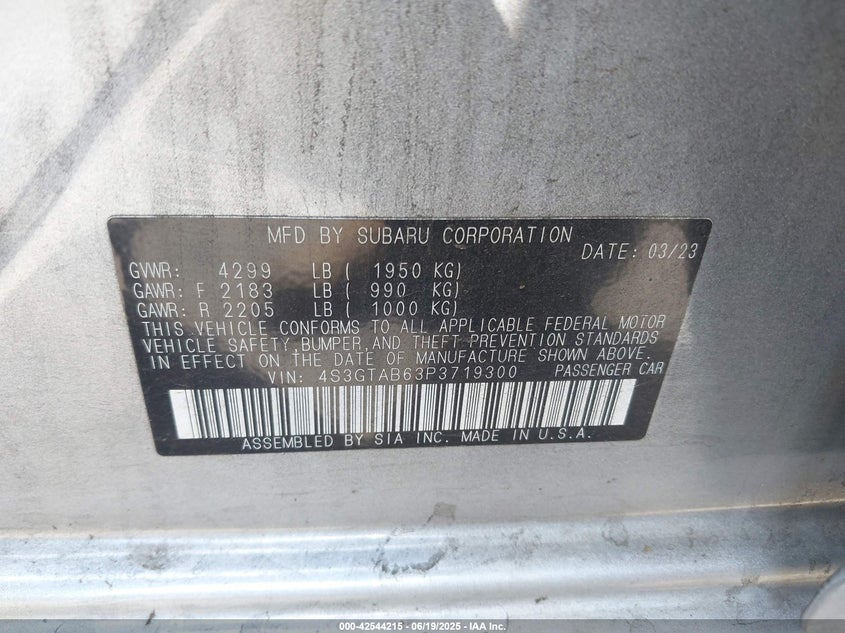 MFD BY SUBARU CORPORATION
DATE: 03/23
GVWR: 4299 LB ( 1950 KG)
GAWR: F 2183 LB ( 990 KG)
GAWR: R 2205 LB ( 1000 KG)
THIS VEHICLE CONFORMS TO ALL APPLICABLE FEDERAL MOTOR
VEHICLE SAFETY,BUMPER,AND THEFT PREVENTION STANDARDS
IN EFFECT ON THE DATE OF MANUFACTURE SHOWN ABOVE.
VIN: 4S3GTAB63P3719300 PASSENGER CAR
ASSEMBLED BY SIA INC. MADE IN U.S.A.
000-42544215 - 06/19/2025 - IAA Inc.